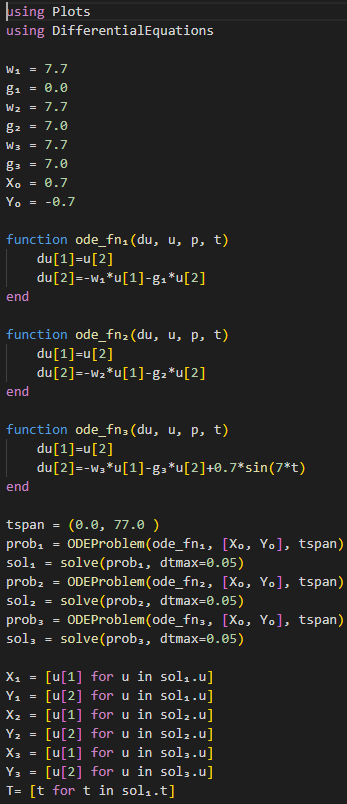 using Plots
using DifferentialEquations

w₁ = 7.7
g₁ = 0.0
w₂ = 7.7
g₂ = 7.0
w₃ = 7.7
g₃ = 7.0
X₀ = 0.7
Y₀ = -0.7

function ode_fn₁(du, u, p, t)
    du[1]=u[2]
    du[2]=-w₁*u[1]-g₁*u[2]
end

function ode_fn₂(du, u, p, t)
    du[1]=u[2]
    du[2]=-w₂*u[1]-g₂*u[2]
end

function ode_fn₃(du, u, p, t)
    du[1]=u[2]
    du[2]=-w₃*u[1]-g₃*u[2]+0.7*sin(7*t)
end

tspan = (0.0, 77.0 )
prob₁ = ODEProblem(ode_fn₁, [X₀, Y₀], tspan)
sol₁ = solve(prob₁, dtmax=0.05)
prob₂ = ODEProblem(ode_fn₂, [X₀, Y₀], tspan)
sol₂ = solve(prob₂, dtmax=0.05)
prob₃ = ODEProblem(ode_fn₃, [X₀, Y₀], tspan)
sol₃ = solve(prob₃, dtmax=0.05)

X₁ = [u[1] for u in sol₁.u]
Y₁ = [u[2] for u in sol₁.u]
X₂ = [u[1] for u in sol₂.u]
Y₂ = [u[2] for u in sol₂.u]
X₃ = [u[1] for u in sol₃.u]
Y₃ = [u[2] for u in sol₃.u]
T= [t for t in sol₁.t]